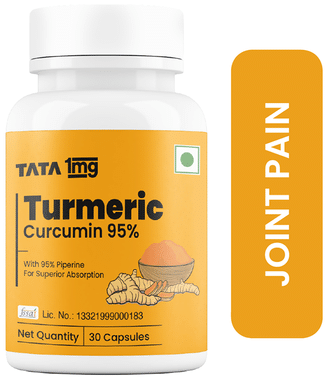 TATA 1mg
Turmeric
Curcumin 95%
With 95% Piperine
For Superior Absorption
fssai Lic. No.: 13321999000183
Net Quantity | 30 Capsules
JOINT PAIN